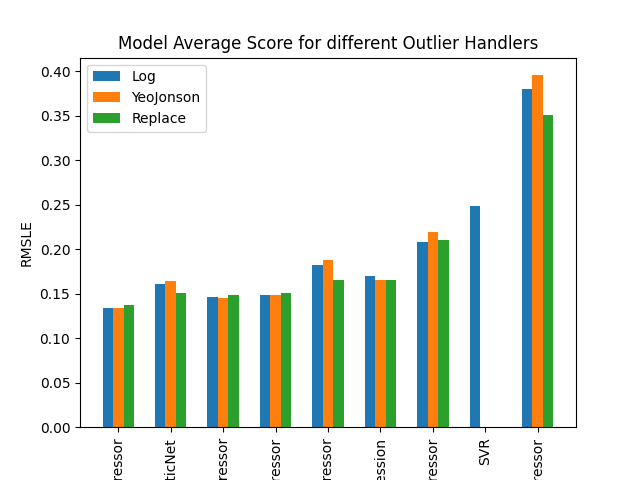 Model Average Score for different Outlier Handlers
Log
YeoJonson
Replace
RMSLE
0.40
0.35
0.30
0.25
0.20
0.15
0.10
0.05
0.00
ressor
ticNet
ressor
ressor
ressor
ession
ressor
SVR
ressor